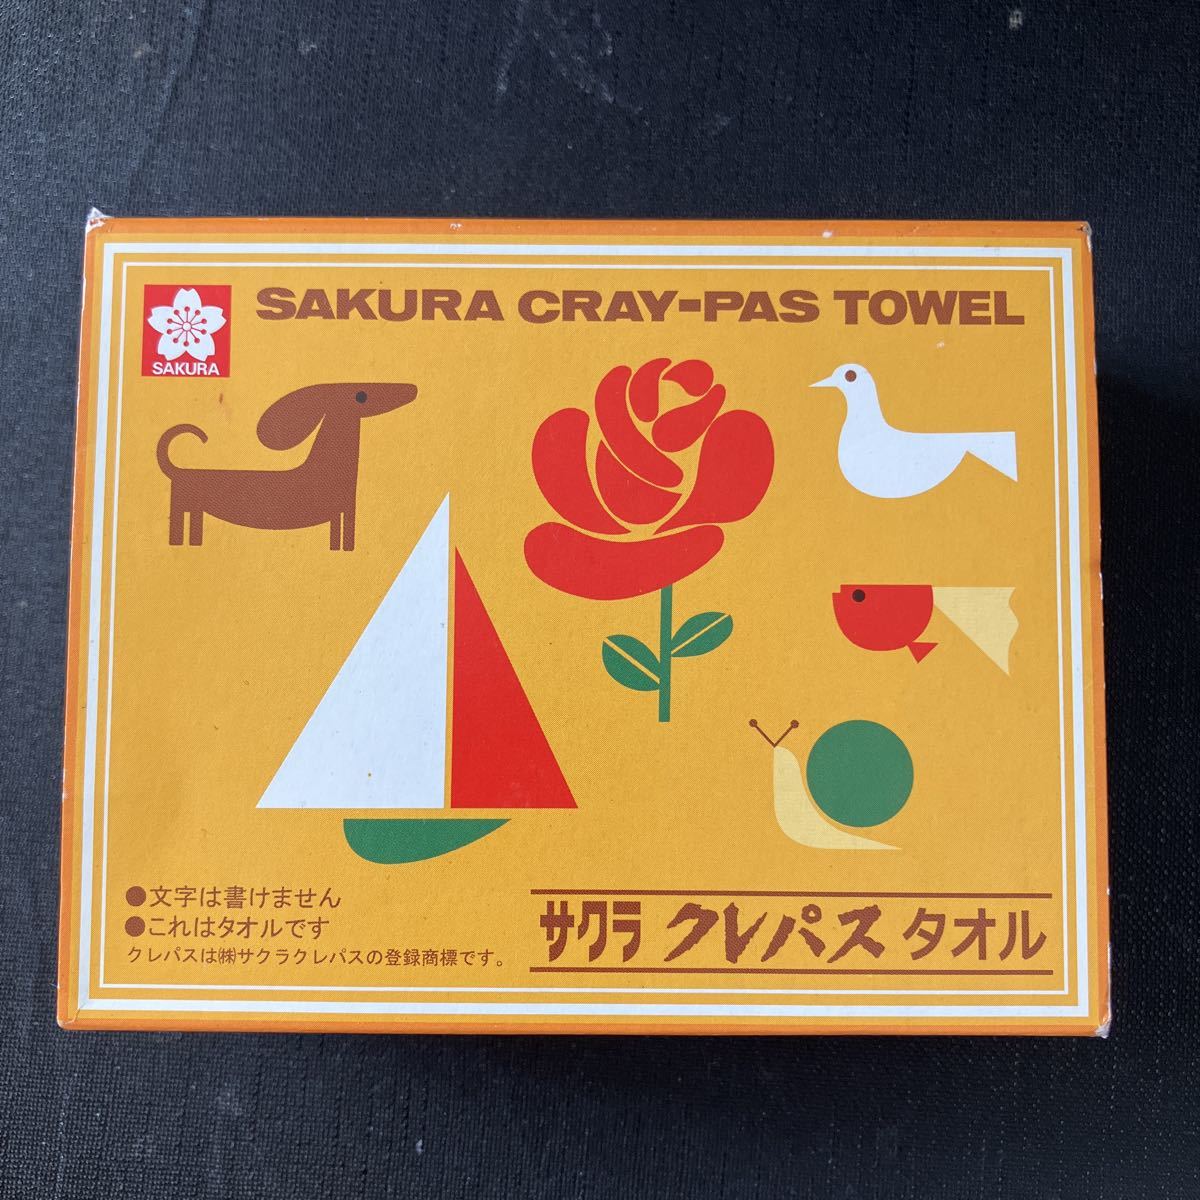 SAKURA CRAY-PAS TOWEL
SAKURA
●文字は書けません
●これはタオルです
クレパスは㈱サクラクレパスの登録商標です。
サクラ クレパス タオル